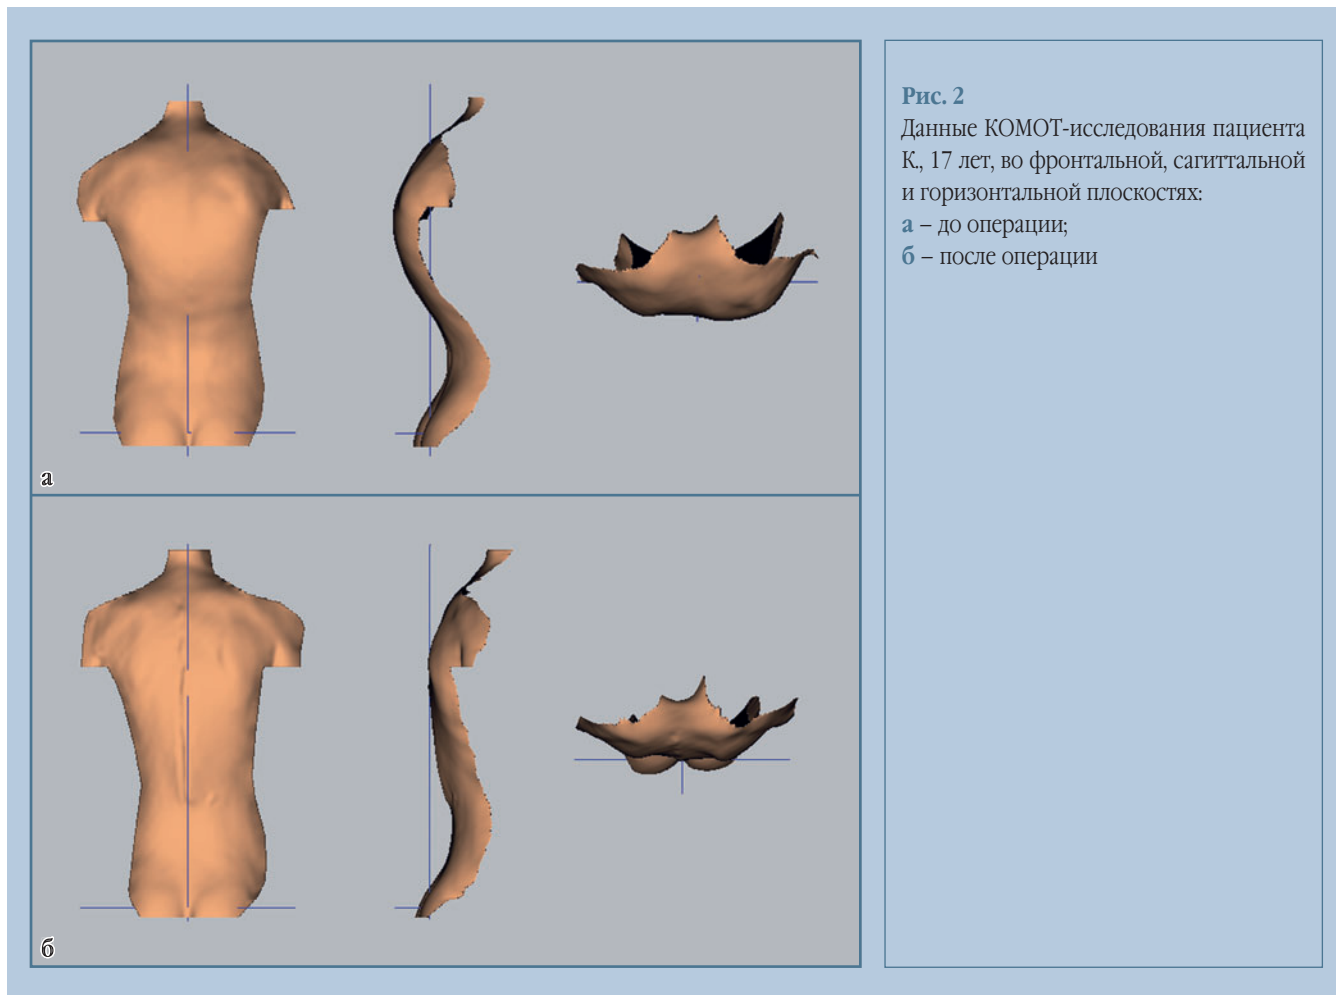 Рис. 2
Данные КОМОТ-исследования пациента
К., 17 лет, во фронтальной, сагиттальной
и горизонтальной плоскостях:
а – до операции;
б – после операции
а
б